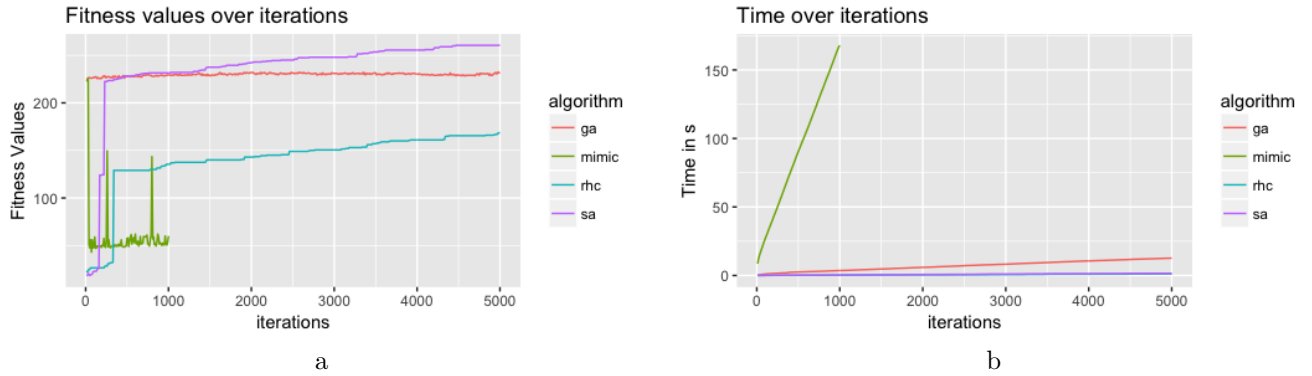 Fitness values over iterations
Fitness Values
200
100
0
1000
2000
3000
4000
5000
iterations
algorithm
ga
mimic
rhc
sa
a
Time over iterations
Time in s
150
100
50
0
0
1000
2000
3000
4000
5000
iterations
algorithm
ga
mimic
rhc
sa
b